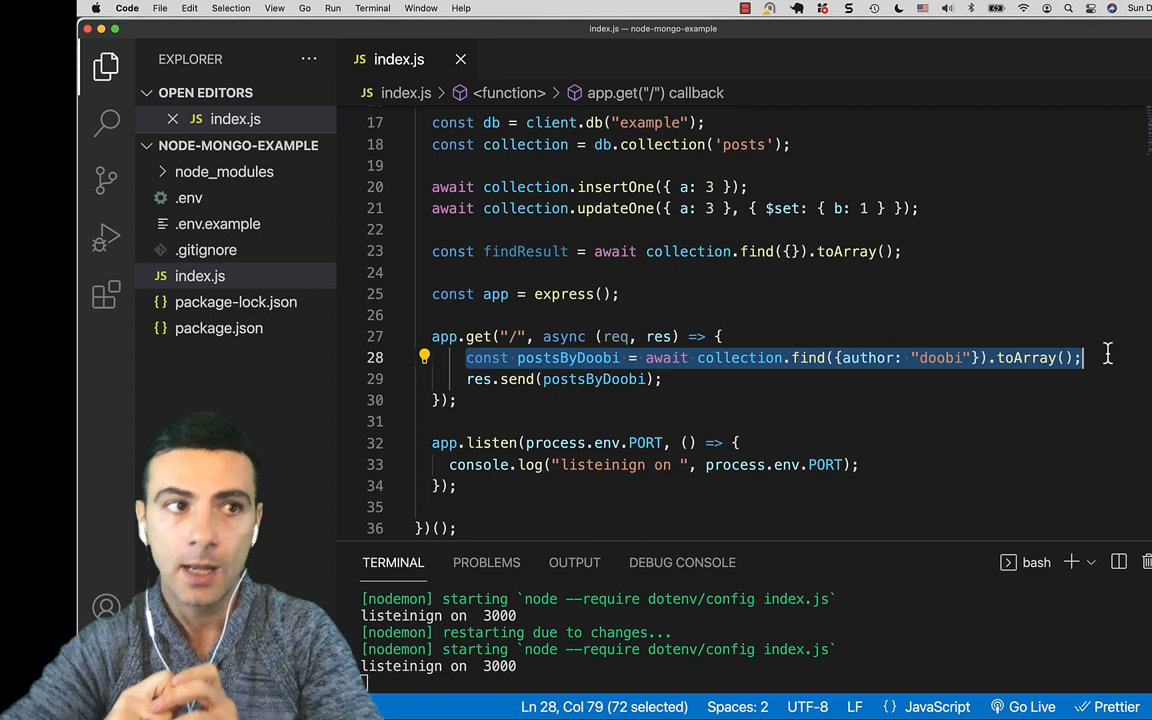 Code File Edit Selection View Go Run Terminal Window Help Sun D
index.js — node-mongo-example
EXPLORER
JS index.js
JS index.js > <function> > app.get("/") callback
OPEN EDITORS
JS index.js
NODE-MONGO-EXAMPLE
node_modules
.env
.env.example
.gitignore
JS index.js
{} package-lock.json
{} package.json
17 const db = client.db("example");
18 const collection = db.collection('posts');
19
20 await collection.insertOne({ a: 3 });
21 await collection.updateOne({ a: 3 }, { $set: { b: 1 } });
22
23 const findResult = await collection.find({}).toArray();
24
25 const app = express();
26
27 app.get("/", async (req, res) => {
28 const postsByDoobi = await collection.find({author: "doobi"}).toArray();
29 res.send(postsByDoobi);
30 });
31
32 app.listen(process.env.PORT, () => {
33 console.log("listeinign on ", process.env.PORT);
34 });
35
36 })();
TERMINAL PROBLEMS OUTPUT DEBUG CONSOLE bash
[nodemon] starting `node --require dotenv/config index.js`
listeinign on  3000
[nodemon] restarting due to changes...
[nodemon] starting `node --require dotenv/config index.js`
listeinign on  3000
Ln 28, Col 79 (72 selected) Spaces: 2 UTF-8 LF {} JavaScript Go Live Prettier